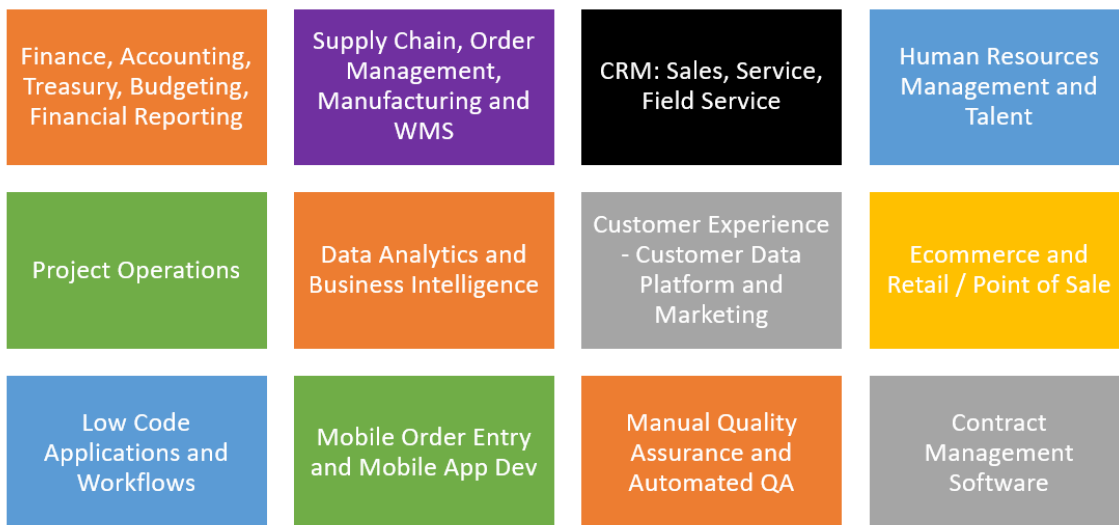 Finance, Accounting,
Treasury, Budgeting,
Financial Reporting
Supply Chain, Order
Management,
Manufacturing and
WMS
CRM: Sales, Service,
Field Service
Human Resources
Management and
Talent
Project Operations
Data Analytics and
Business Intelligence
Customer Experience
- Customer Data
Platform and
Marketing
Ecommerce and
Retail / Point of Sale
Low Code
Applications and
Workflows
Mobile Order Entry
and Mobile App Dev
Manual Quality
Assurance and
Automated QA
Contract
Management
Software